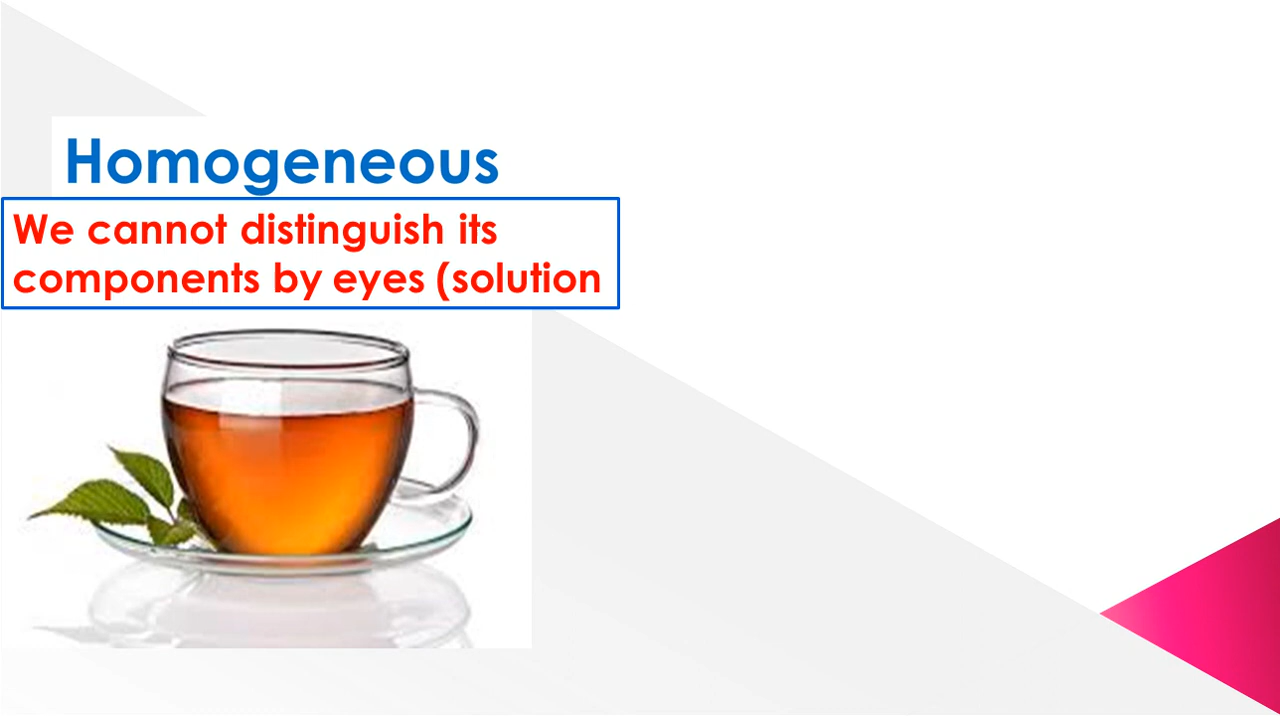 Homogeneous
We cannot distinguish its
components by eyes (solution